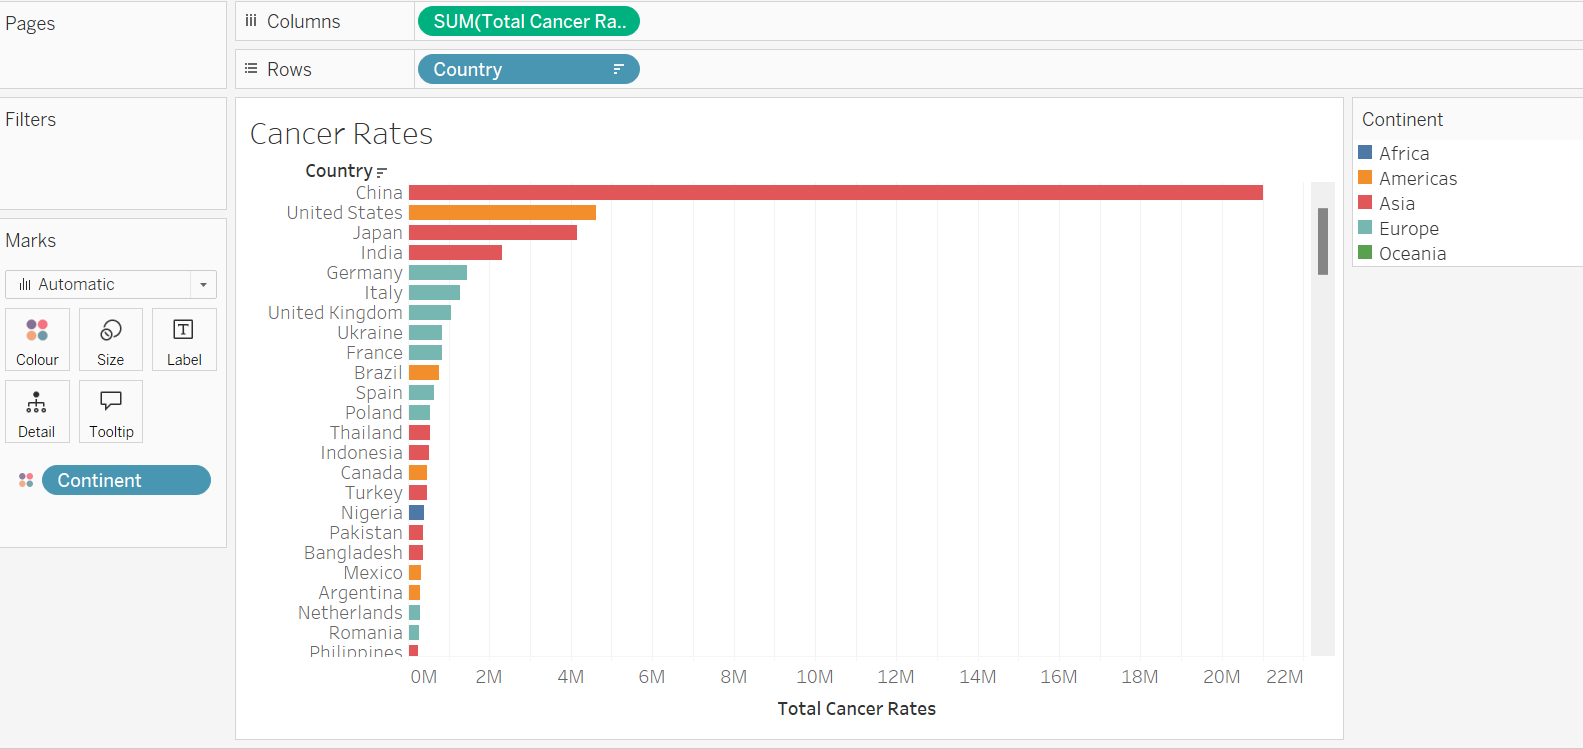 Pages
Columns
SUM(Total Cancer Ra..
Rows
Country
Filters
Marks
Automatic
Colour
Size
Label
Detail
Tooltip
Continent
Cancer Rates
Country
China
United States
Japan
India
Germany
Italy
United Kingdom
Ukraine
France
Brazil
Spain
Poland
Thailand
Indonesia
Canada
Turkey
Nigeria
Pakistan
Bangladesh
Mexico
Argentina
Netherlands
Romania
Philippines
0M 2M 4M 6M 8M 10M 12M 14M 16M 18M 20M 22M
Total Cancer Rates
Continent
Africa
Americas
Asia
Europe
Oceania